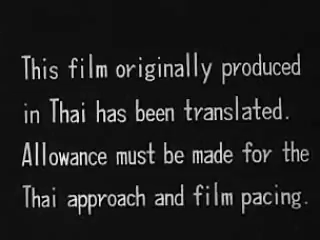 This film originally produced
in Thai has been translated.
Allowance must be made for the
Thai approach and film pacing.